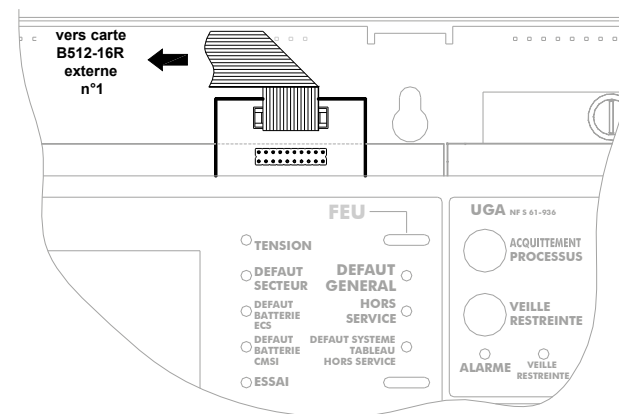 vers carte
B512-16R
externe
n°1
FEU
TENSION
DEFAUT
SECTEUR
DEFAUT
BATTERIE
ECS
DEFAUT
BATTERIE
CMSI
ESSAI
DEFAUT
GENERAL
HORS
SERVICE
DEFAUT SYSTEME
TABLEAU
HORS SERVICE
UGA NF S 61-936
ACQUITTEMENT
PROCESSUS
VEILLE
RESTREINTE
ALARME
VEILLE
RESTREINTE